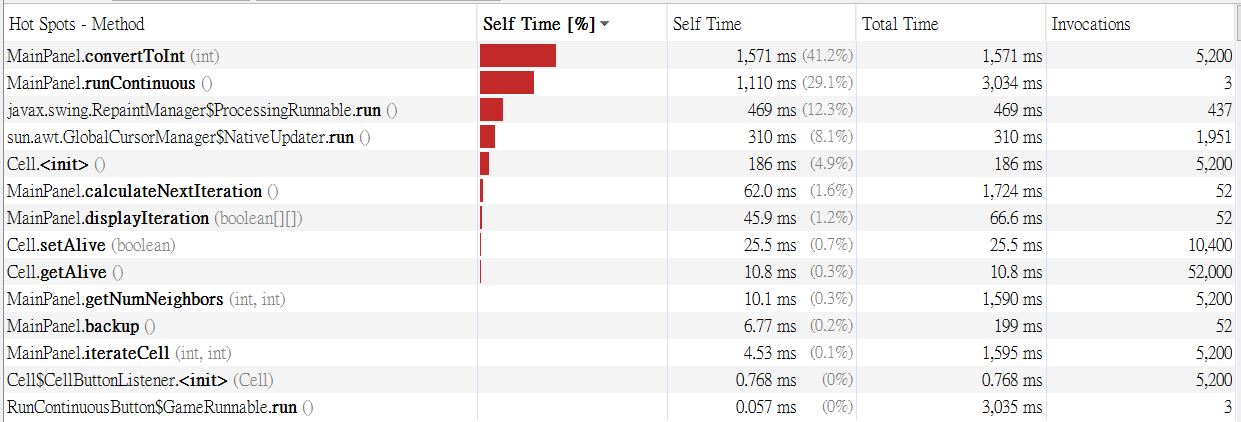 Hot Spots - Method Self Time [%] Self Time Total Time Invocations
MainPanel.convertToInt (int) 1,571 ms (41.2%) 1,571 ms 5,200
MainPanel.runContinuous () 1,110 ms (29.1%) 3,034 ms 3
javax.swing.RepaintManager$ProcessingRunnable.run () 469 ms (12.3%) 469 ms 437
sun.awt.GlobalCursorManager$NativeUpdater.run () 310 ms (8.1%) 310 ms 1,951
Cell.<init> () 186 ms (4.9%) 186 ms 5,200
MainPanel.calculateNextIteration () 62.0 ms (1.6%) 1,724 ms 52
MainPanel.displayIteration (boolean[][]) 45.9 ms (1.2%) 66.6 ms 52
Cell.setAlive (boolean) 25.5 ms (0.7%) 25.5 ms 10,400
Cell.getAlive () 10.8 ms (0.3%) 10.8 ms 52,000
MainPanel.getNumNeighbors (int, int) 10.1 ms (0.3%) 1,590 ms 5,200
MainPanel.backup () 6.77 ms (0.2%) 199 ms 52
MainPanel.iterateCell (int, int) 4.53 ms (0.1%) 1,595 ms 5,200
Cell$CellButtonListener.<init> (Cell) 0.768 ms (0%) 0.768 ms 5,200
RunContinuousButton$GameRunnable.run () 0.057 ms (0%) 3,035 ms 3